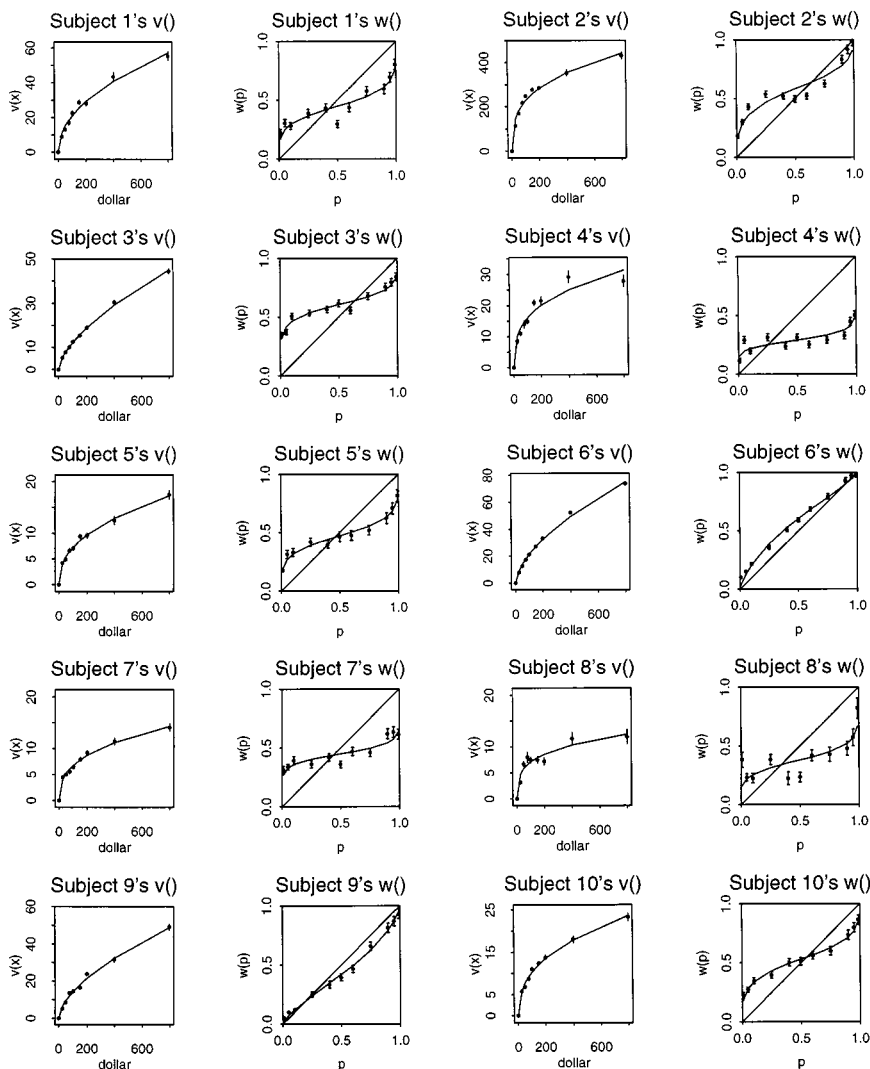 Subject 1's v()
v(x)
60
40
20
0
0 200 600
dollar
Subject 1's w()
w(p)
1.0
0.5
0.0
0.0 0.5 1.0
p
Subject 2's v()
v(x)
400
200
0
0 200 600
dollar
Subject 2's w()
w(p)
1.0
0.5
0.0
0.0 0.5 1.0
p
Subject 3's v()
v(x)
50
30
10
0
0 200 600
dollar
Subject 3's w()
w(p)
1.0
0.5
0.0
0.0 0.5 1.0
p
Subject 4's v()
v(x)
30
20
10
0
0 200 600
dollar
Subject 4's w()
w(p)
1.0
0.5
0.0
0.0 0.5 1.0
p
Subject 5's v()
v(x)
20
15
10
5
0
0 200 600
dollar
Subject 5's w()
w(p)
1.0
0.5
0.0
0.0 0.5 1.0
p
Subject 6's v()
v(x)
80
60
40
20
0
0 200 600
dollar
Subject 6's w()
w(p)
1.0
0.5
0.0
0.0 0.5 1.0
p
Subject 7's v()
v(x)
20
15
10
5
0
0 200 600
dollar
Subject 7's w()
w(p)
1.0
0.5
0.0
0.0 0.5 1.0
p
Subject 8's v()
v(x)
20
15
10
5
0
0 200 600
dollar
Subject 8's w()
w(p)
1.0
0.5
0.0
0.0 0.5 1.0
p
Subject 9's v()
v(x)
60
40
20
0
0 200 600
dollar
Subject 9's w()
w(p)
1.0
0.5
0.0
0.0 0.5 1.0
p
Subject 10's v()
v(x)
25
15
5
0
0 200 600
dollar
Subject 10's w()
w(p)
1.0
0.5
0.0
0.0 0.5 1.0
p